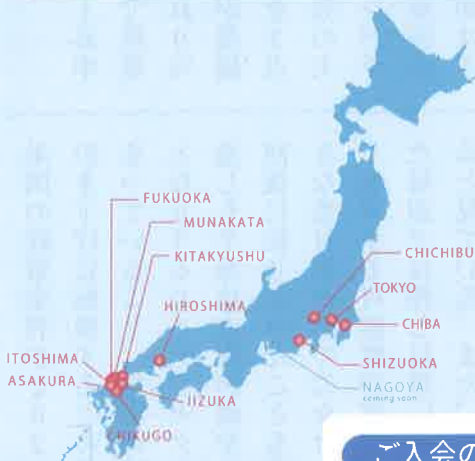 FUKUOKA
MUNAKATA
KITAKYUSHU
HIROSHIMA
CHICHIBU
TOKYO
CHIBA
SHIZUOKA
NAGOYA
coming soon
ITOSHIMA
ASAKURA
IIZUKA
CHIKUGO
ご入会の